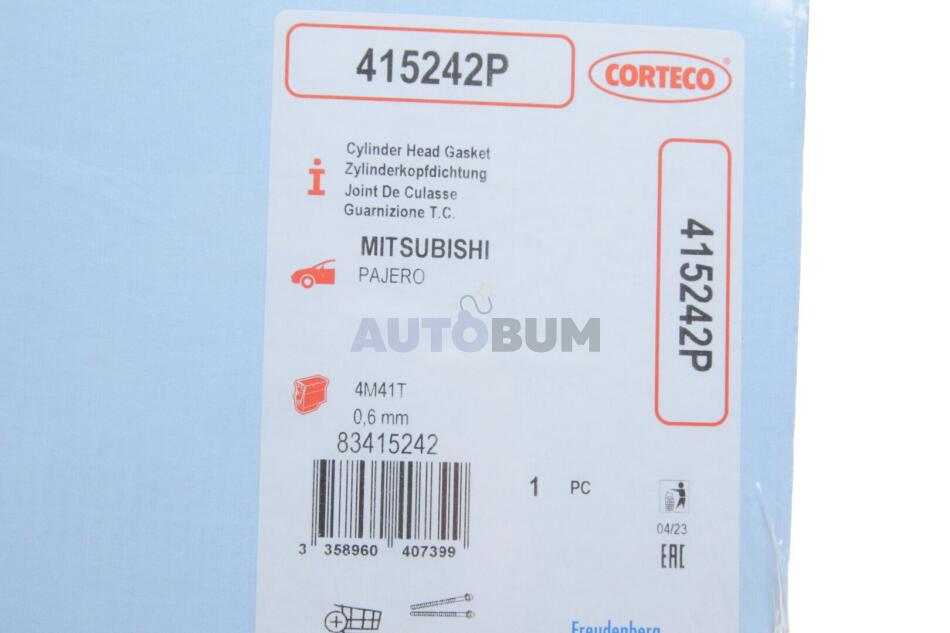 415242P
CORTECO®
Cylinder Head Gasket
Zylinderkopfdichtung
Joint De Culasse
Guarnizione T.C.
MITSUBISHI
PAJERO
415242P
AUTOBUM
4M41T
0,6 mm
83415242
1 PC
3 358960 407399
04/23
EAC
Freudenberg